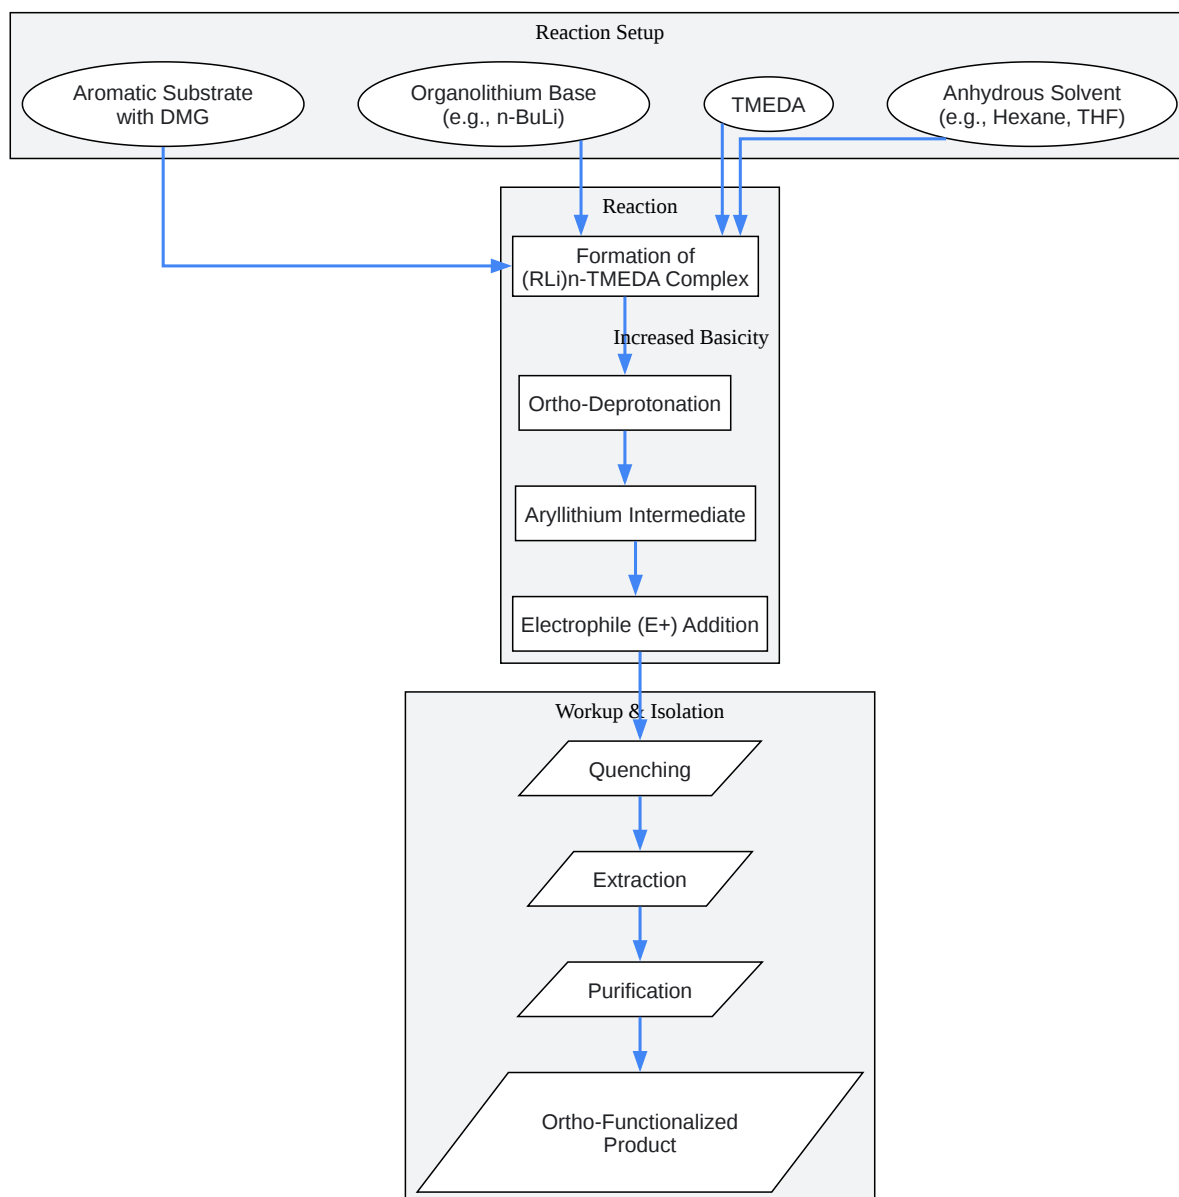 Reaction Setup
Aromatic Substrate
with DMG
Organolithium Base
(e.g., n-BuLi)
TMEDA
Anhydrous Solvent
(e.g., Hexane, THF)
Reaction
Formation of
(RLi)n-TMEDA Complex
Increased Basicity
Ortho-Deprotonation
Aryllithium Intermediate
Electrophile (E+) Addition
Workup & Isolation
Quenching
Extraction
Purification
Ortho-Functionalized
Product